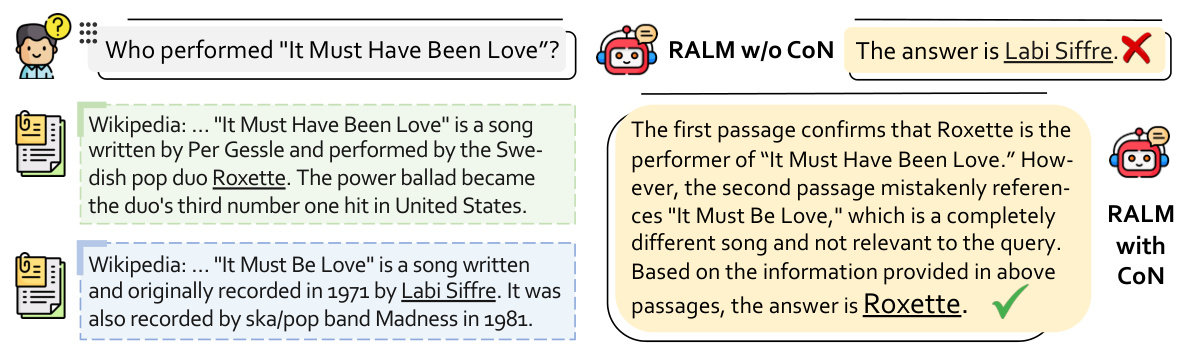 Who performed "It Must Have Been Love”?
Wikipedia: ... "It Must Have Been Love" is a song
written by Per Gessle and performed by the Swe-
dish pop duo Roxette. The power ballad became
the duo's third number one hit in United States.
Wikipedia: ... "It Must Be Love" is a song written
and originally recorded in 1971 by Labi Siffre. It was
also recorded by ska/pop band Madness in 1981.
RALM w/o CoN
The answer is Labi Siffre.
The first passage confirms that Roxette is the
performer of “It Must Have Been Love.” How-
ever, the second passage mistakenly referen-
ces "It Must Be Love," which is a completely
different song and not relevant to the query.
Based on the information provided in above
passages, the answer is Roxette.
RALM
with
CoN
?